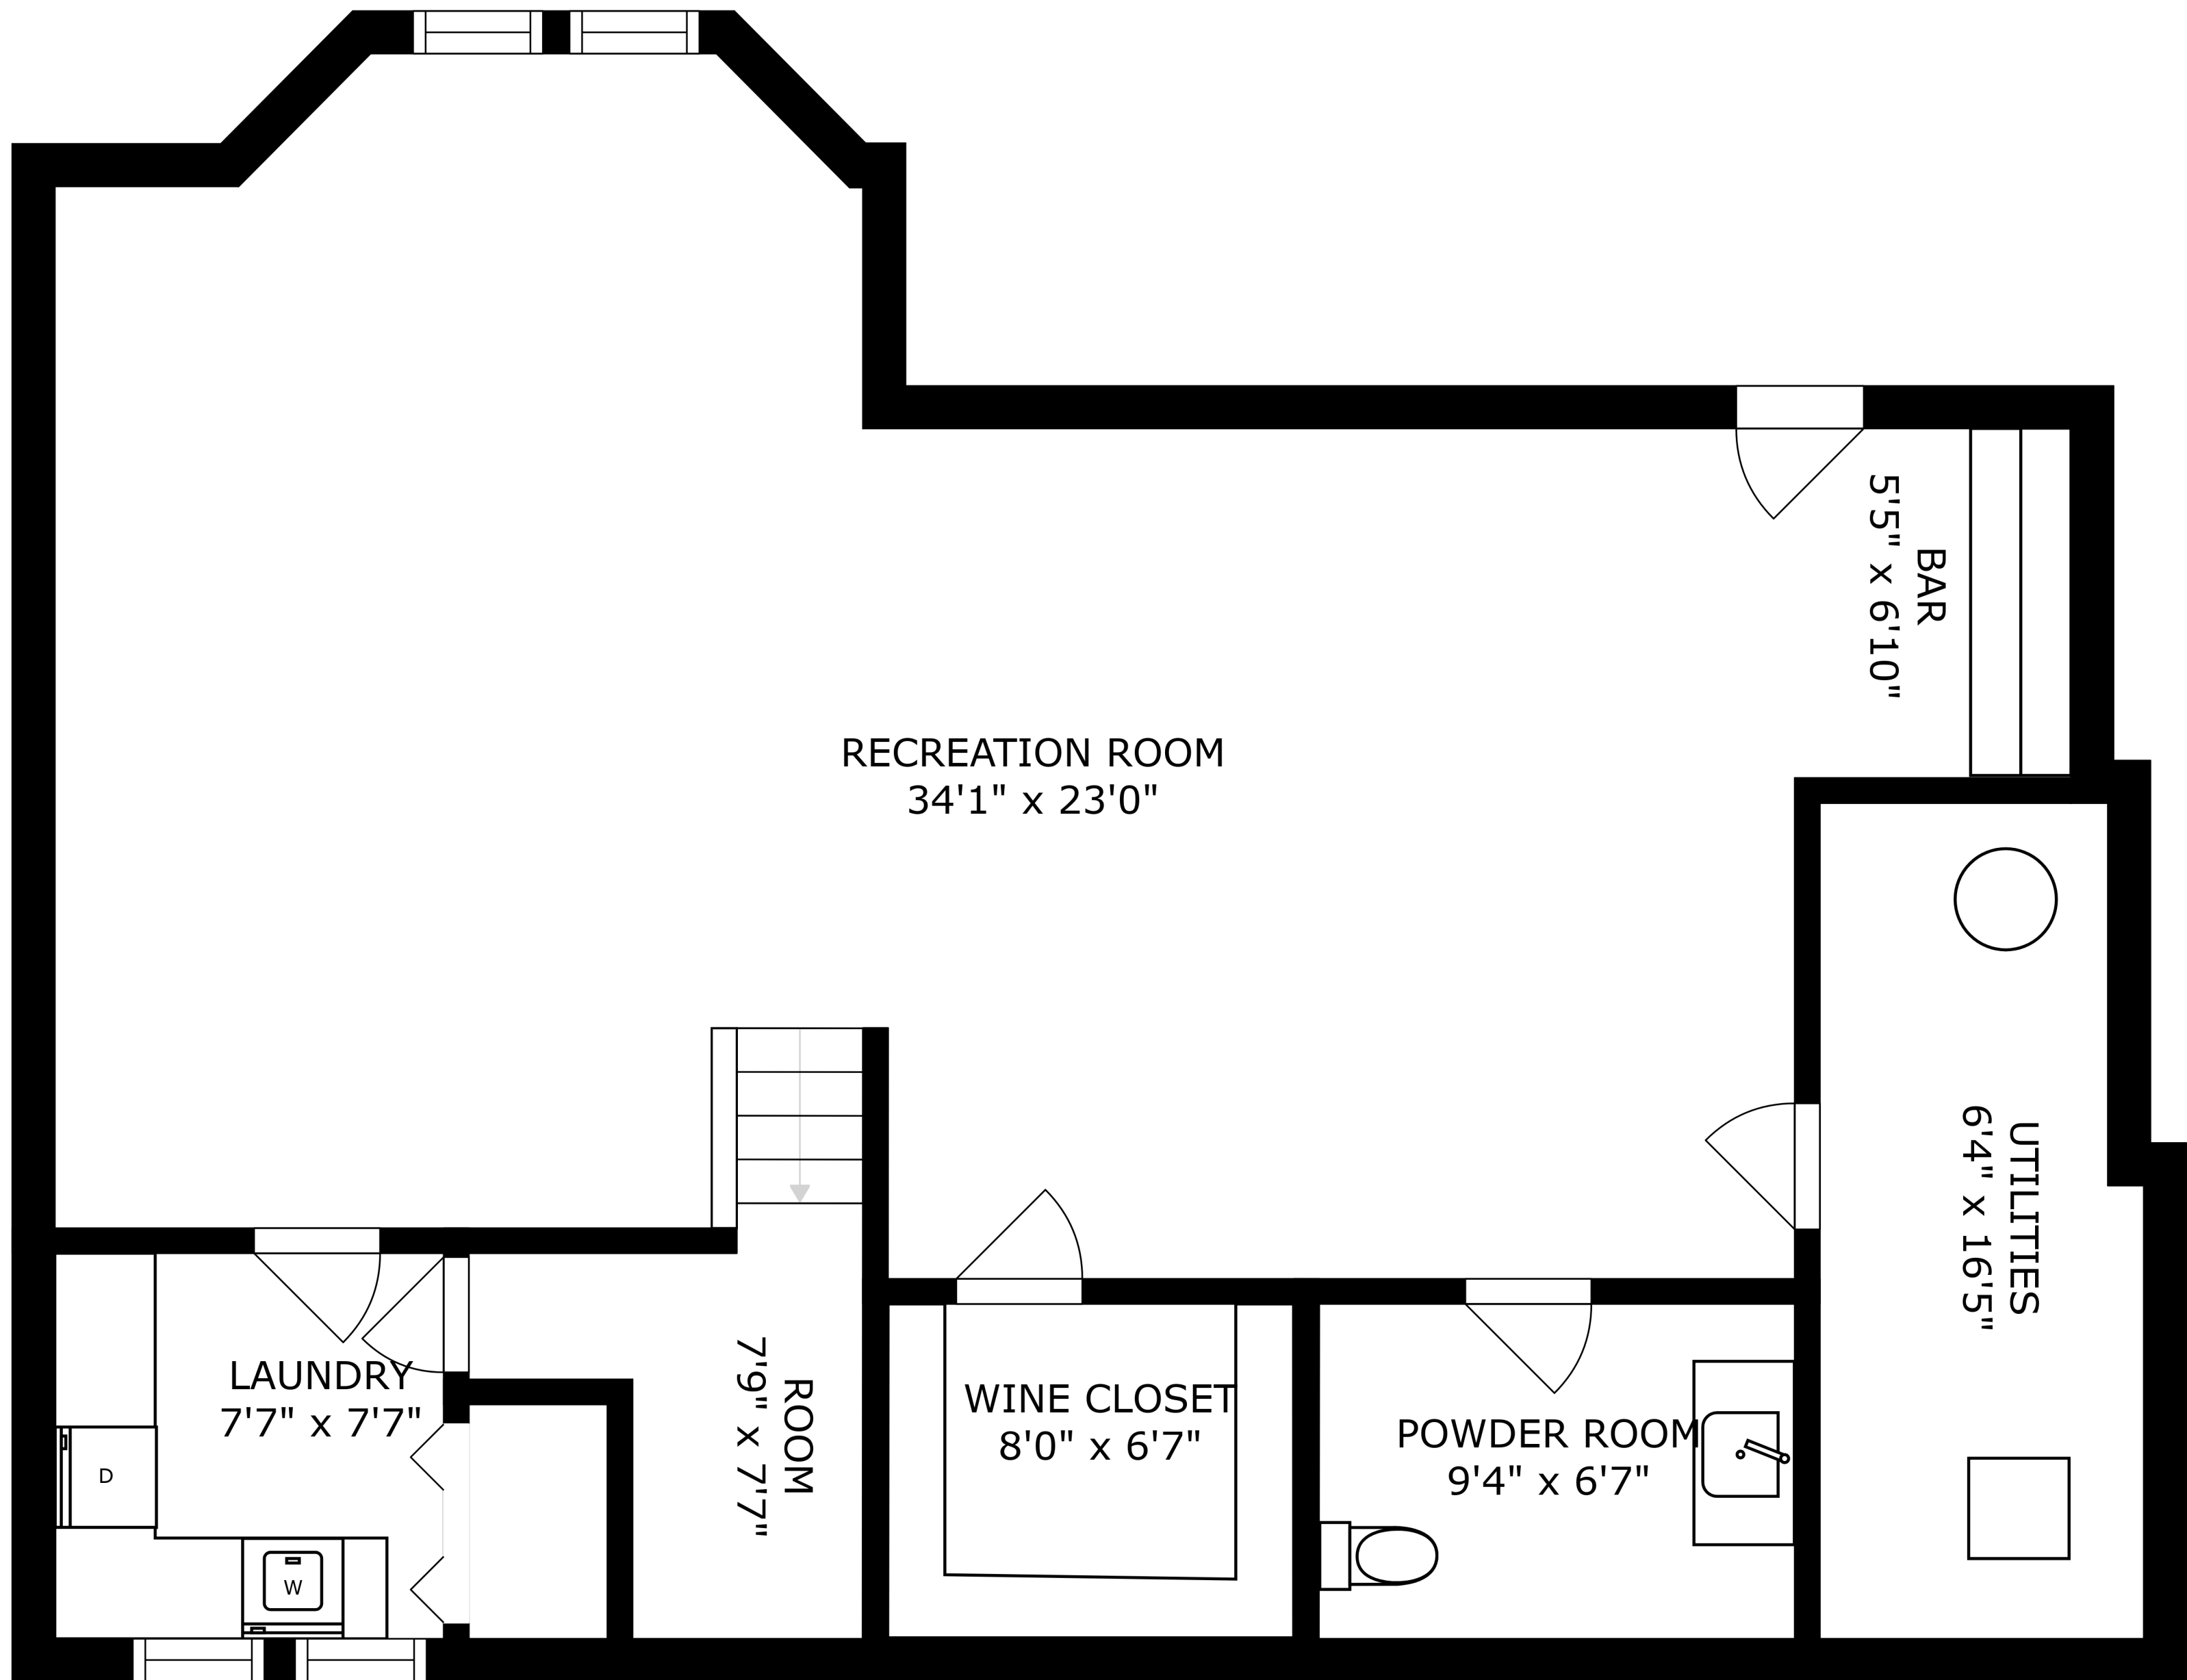 BAR
5'5" x 6'10"
RECREATION ROOM
34'1" x 23'0"
UTILITIES
6'4" x 16'5"
LAUNDRY
7'7" x 7'7"
ROOM
7'9" x 7'7"
WINE CLOSET
8'0" x 6'7"
POWDER ROOM
9'4" x 6'7"
D
W